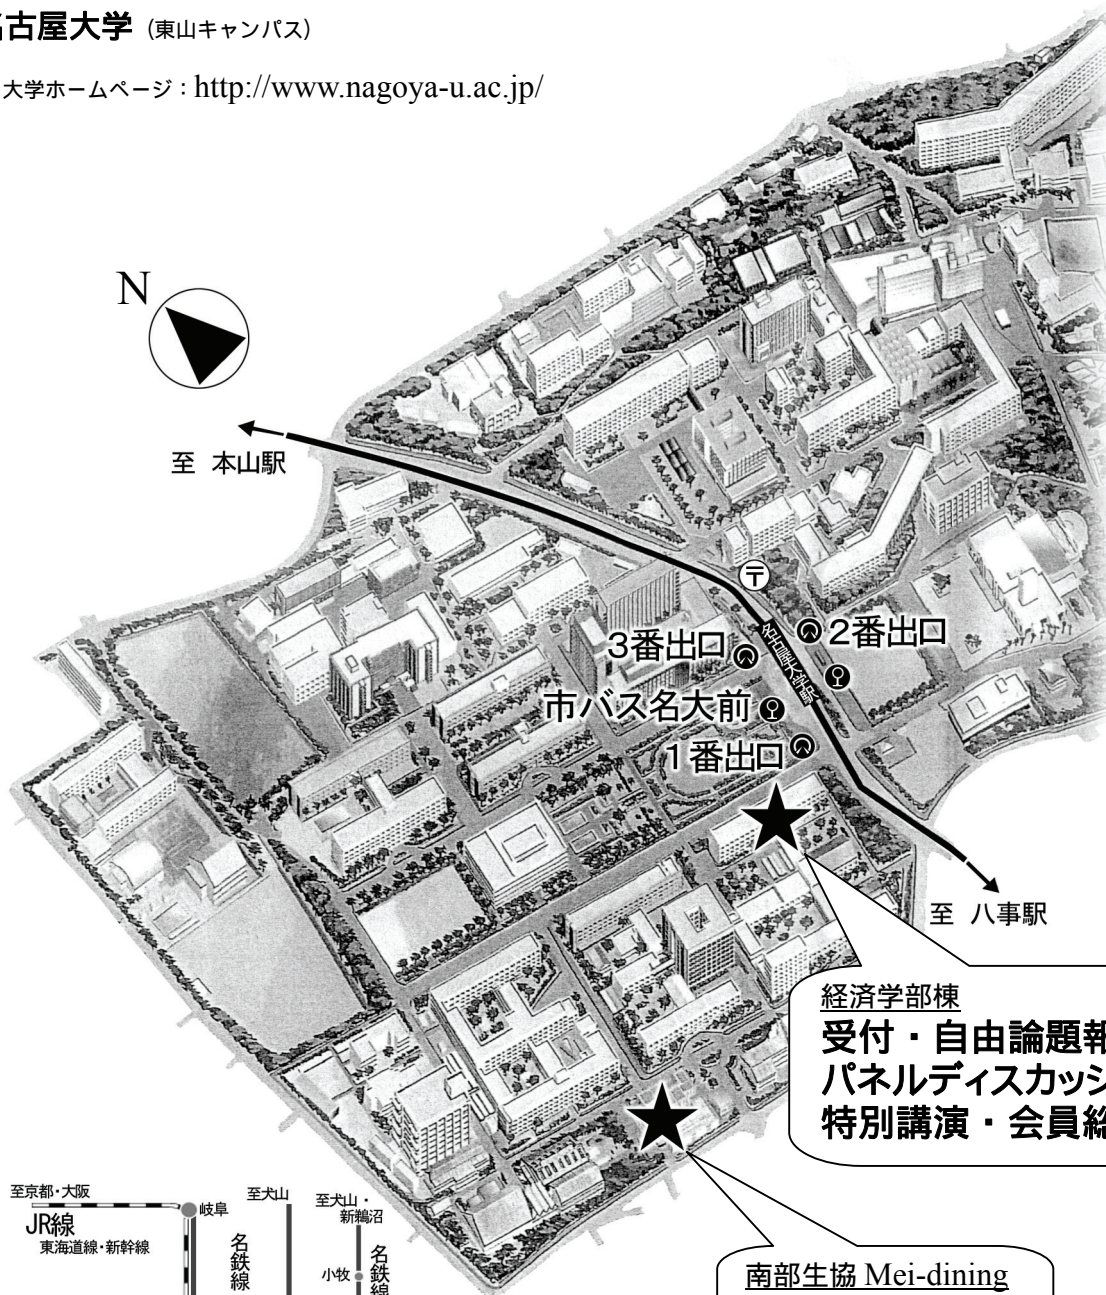 名古屋大学（東山キャンパス）
大学ホームページ：http://www.nagoya-u.ac.jp/
N
至 本山駅
〒
3番出口
2番出口
名古屋大学駅
市バス名大前
1番出口
至 八事駅
経済学部棟
受付・自由論題報
パネルディスカッシ
特別講演・会員総
南部生協 Mei-dining
至京都・大阪
岐阜
JR線
東海道線・新幹線
名鉄線
至犬山
至犬山・
新鵜沼
小牧
名鉄線